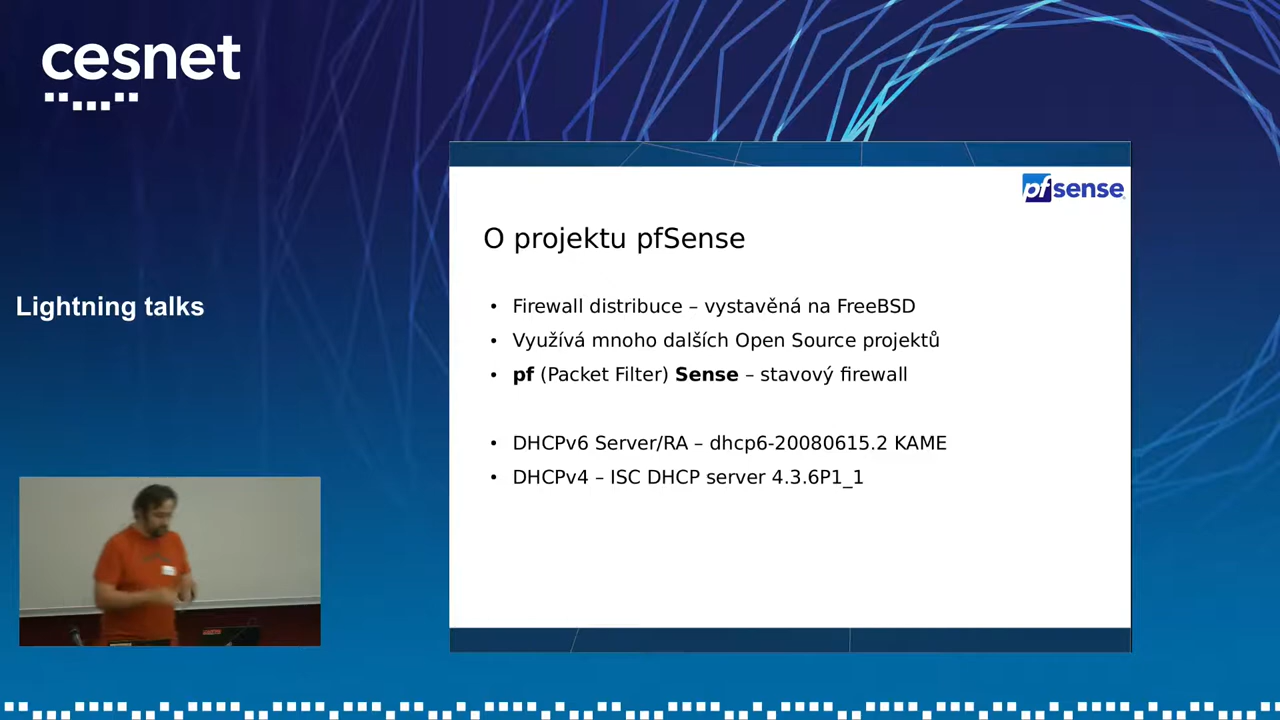 cesnet
pfsense
O projektu pfSense
• Firewall distribuce – vystavěná na FreeBSD
• Využívá mnoho dalších Open Source projektů
• pf (Packet Filter) Sense – stavový firewall
• DHCPv6 Server/RA – dhcp6-20080615.2 KAME
• DHCPv4 – ISC DHCP server 4.3.6P1_1
Lightning talks